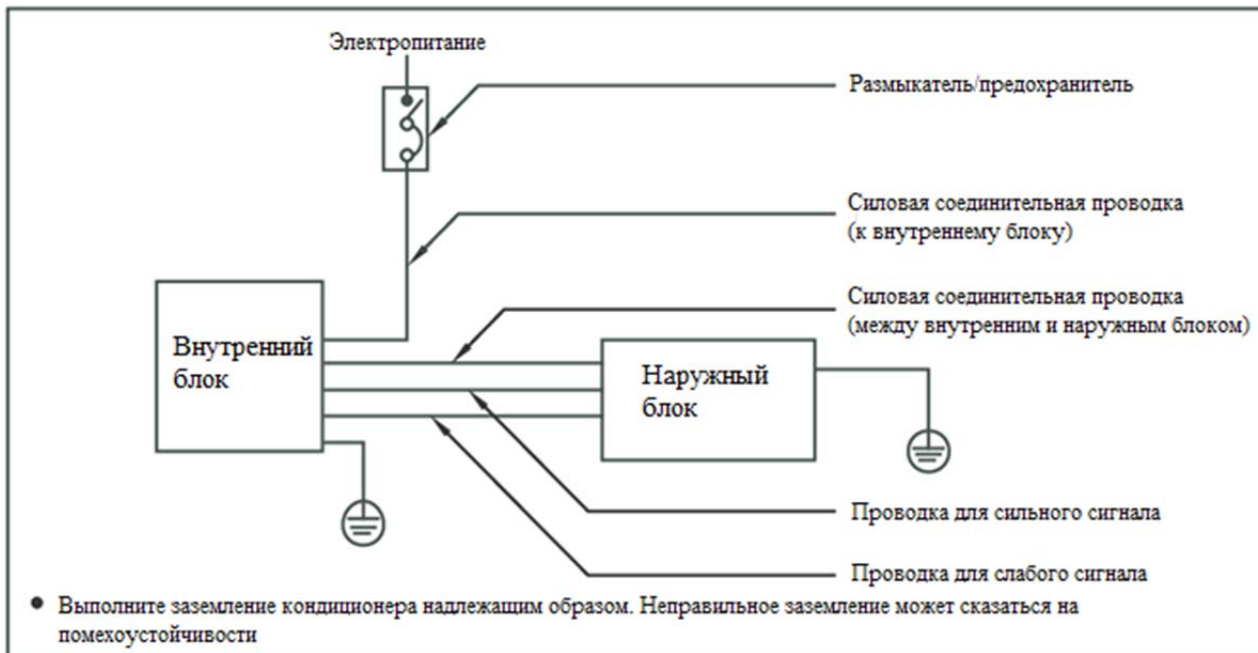 Электропитание
Размыкатель/предохранитель
Силовая соединительная проводка
(к внутреннему блоку)
Силовая соединительная проводка
(между внутренним и наружным блоком)
Внутренний
блок
Наружный
блок
Проводка для сильного сигнала
Проводка для слабого сигнала
● Выполните заземление кондиционера надлежащим образом. Неправильное заземление может сказаться на
помехоустойчивости